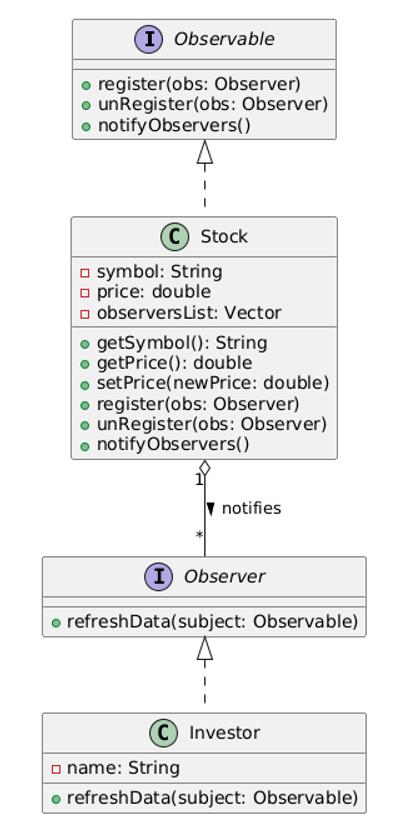 I Observable
register(obs: Observer)
unRegister(obs: Observer)
notifyObservers()
C Stock
symbol: String
price: double
observersList: Vector
getSymbol(): String
getPrice(): double
setPrice(newPrice: double)
register(obs: Observer)
unRegister(obs: Observer)
notifyObservers()
1
notifies
*
I Observer
refreshData(subject: Observable)
C Investor
name: String
refreshData(subject: Observable)